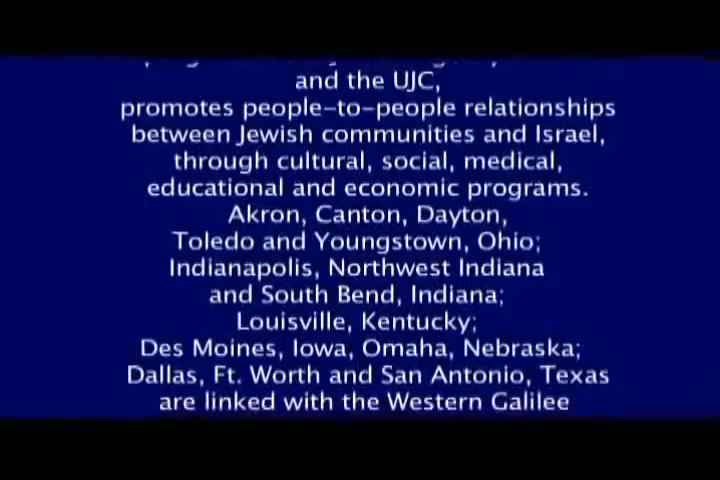 and the UJC,
promotes people-to-people relationships
between Jewish communities and Israel,
through cultural, social, medical,
educational and economic programs.
Akron, Canton, Dayton,
Toledo and Youngstown, Ohio;
Indianapolis, Northwest Indiana
and South Bend, Indiana;
Louisville, Kentucky;
Des Moines, Iowa, Omaha, Nebraska;
Dallas, Ft. Worth and San Antonio, Texas
are linked with the Western Galilee